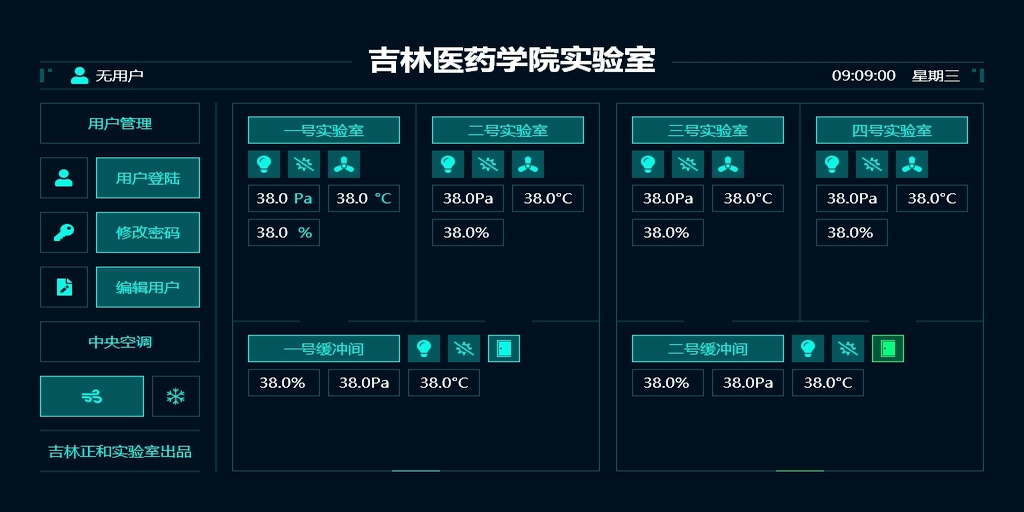 吉林医药学院实验室
无用户
09:09:00 星期三
用户管理
用户登陆
修改密码
编辑用户
中央空调
吉林正和实验室出品
一号实验室
38.0 Pa
38.0 °C
38.0 %
二号实验室
38.0Pa
38.0°C
38.0%
三号实验室
38.0Pa
38.0°C
38.0%
四号实验室
38.0Pa
38.0°C
38.0%
一号缓冲间
38.0%
38.0Pa
38.0°C
二号缓冲间
38.0%
38.0Pa
38.0°C